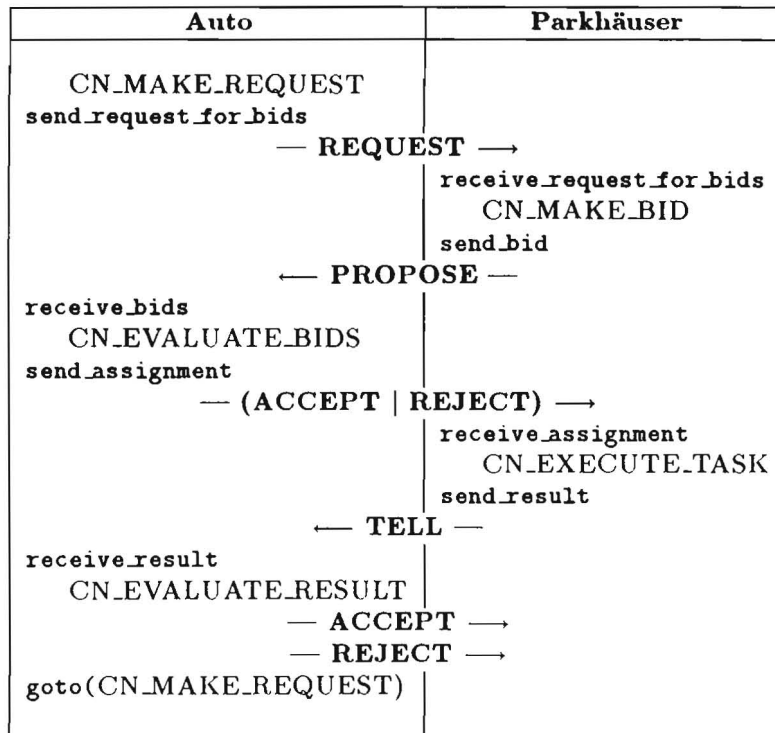 Auto Parkhäuser
CN_MAKE_REQUEST
send_request_for_bids
— REQUEST →
receive_request_for_bids
CN_MAKE_BID
send_bid
← PROPOSE —
receive_bids
CN_EVALUATE_BIDS
send_assignment
— (ACCEPT | REJECT) →
receive_assignment
CN_EXECUTE_TASK
send_result
← TELL —
receive_result
CN_EVALUATE_RESULT
— ACCEPT →
— REJECT →
goto(CN_MAKE_REQUEST)